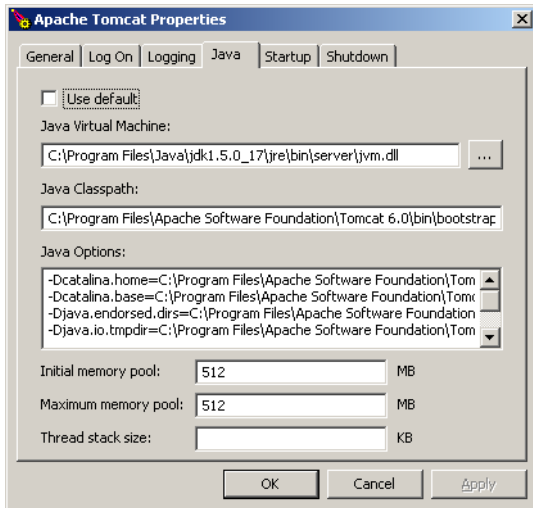 Apache Tomcat Properties
General Log On Logging Java Startup Shutdown
Use default
Java Virtual Machine:
C:\Program Files\Java\jdk1.5.0_17\jre\bin\server\jvm.dll
...
Java Classpath:
C:\Program Files\Apache Software Foundation\Tomcat 6.0\bin\bootstrap
Java Options:
-Dcatalina.home=C:\Program Files\Apache Software Foundation\Tom
-Dcatalina.base=C:\Program Files\Apache Software Foundation\Tomc
-Djava.endorsed.dirs=C:\Program Files\Apache Software Foundation
-Djava.io.tmpdir=C:\Program Files\Apache Software Foundation\Tom
Initial memory pool: 512 MB
Maximum memory pool: 512 MB
Thread stack size: KB
OK Cancel Apply